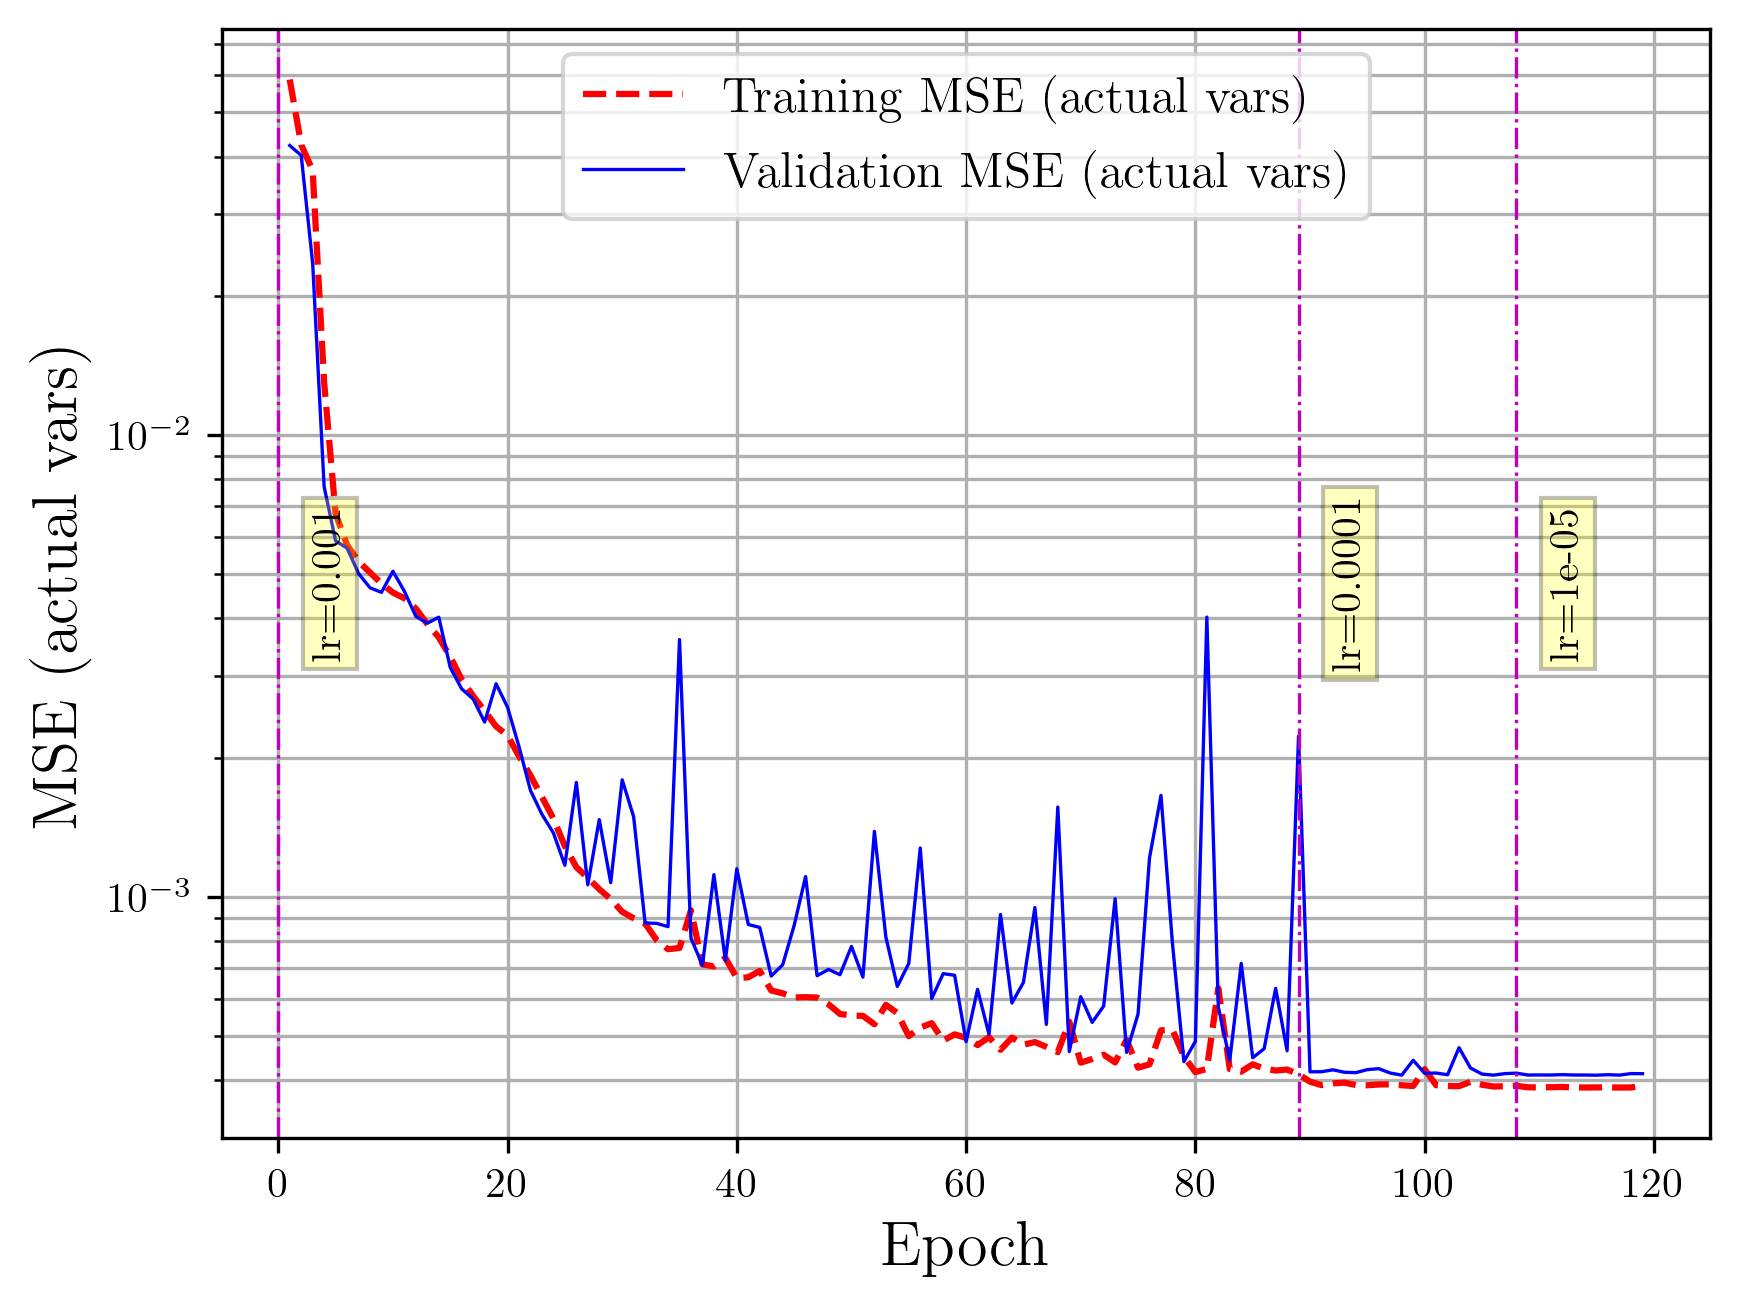 Training MSE (actual vars)
Validation MSE (actual vars)
MSE (actual vars)
10⁻²
10⁻³
lr=0.001
lr=0.0001
lr=1e-05
0 20 40 60 80 100 120
Epoch